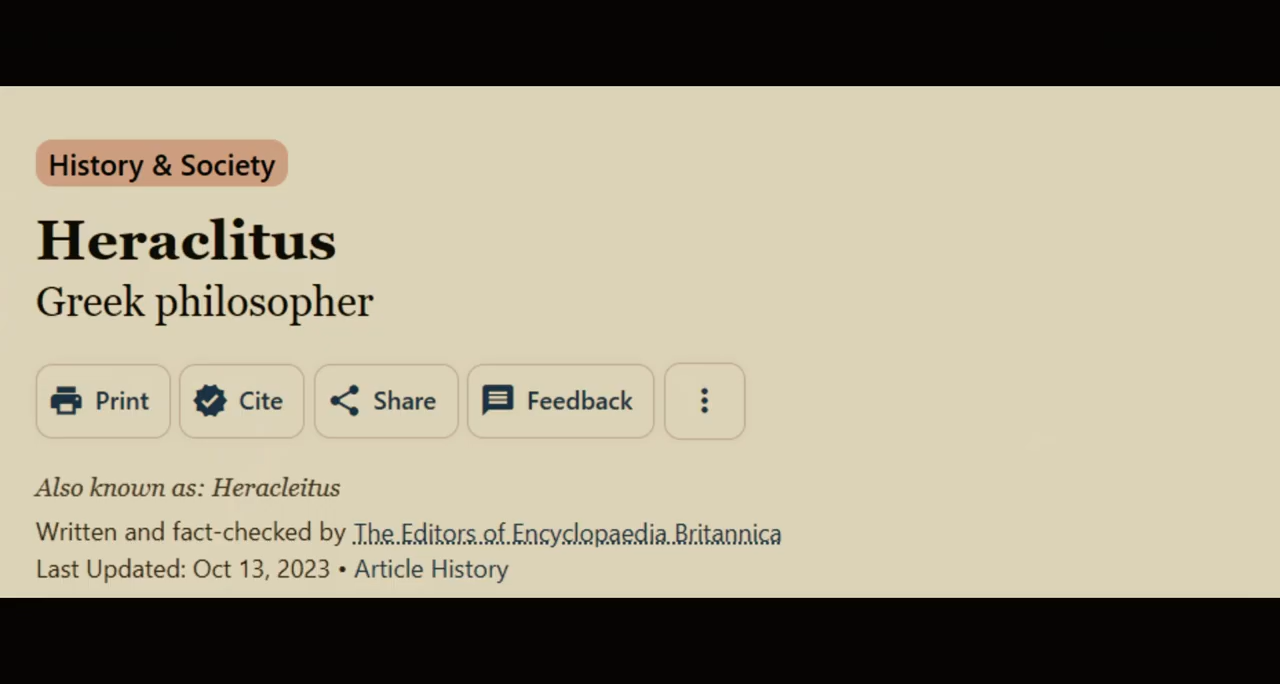 History & Society
Heraclitus
Greek philosopher
Print Cite Share Feedback
Also known as: Heracleitus
Written and fact-checked by The Editors of Encyclopaedia Britannica
Last Updated: Oct 13, 2023 • Article History